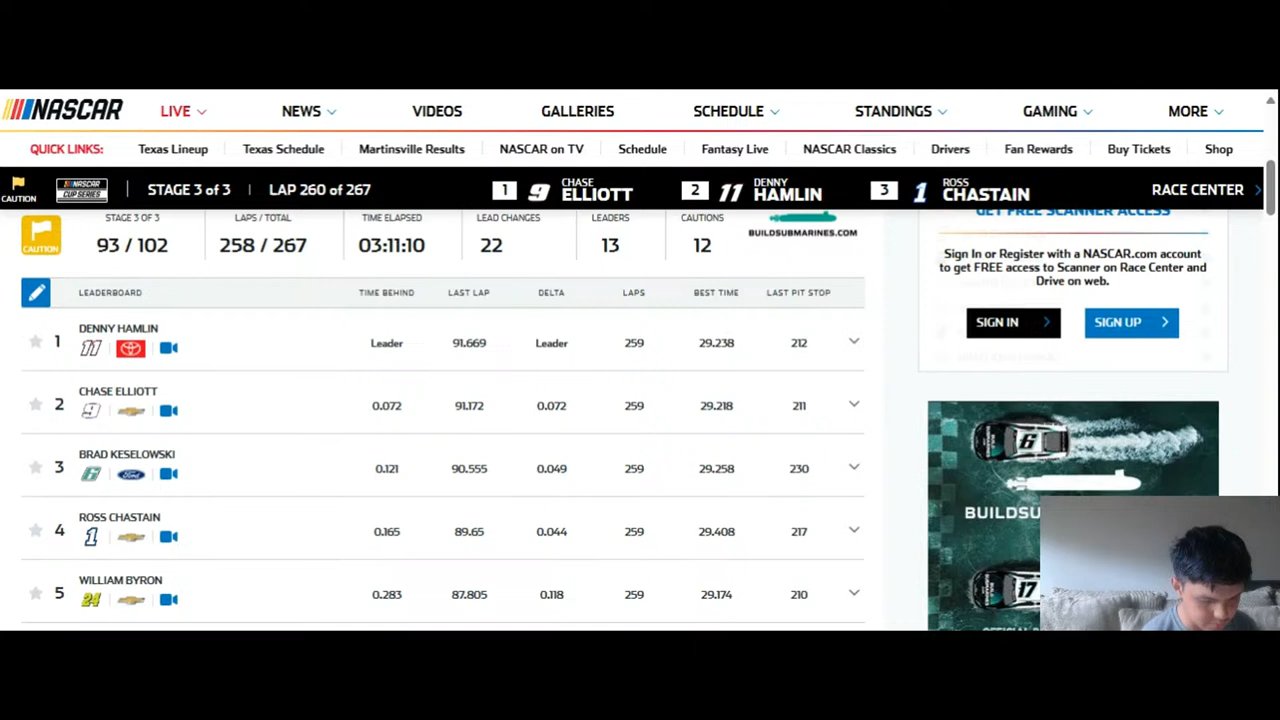 NASCAR LIVE NEWS VIDEOS GALLERIES SCHEDULE STANDINGS GAMING MORE
QUICK LINKS: Texas Lineup Texas Schedule Martinsville Results NASCAR on TV Schedule Fantasy Live NASCAR Classics Drivers Fan Rewards Buy Tickets Shop
CAUTION NASCAR CUP SERIES STAGE 3 of 3 LAP 260 of 267 1 9 CHASE ELLIOTT 2 11 DENNY HAMLIN 3 1 ROSS CHASTAIN RACE CENTER
CAUTION
STAGE 3 OF 3 LAPS / TOTAL TIME ELAPSED LEAD CHANGES LEADERS CAUTIONS
93 / 102 258 / 267 03:11:10 22 13 12
BUILDSUBMARINES.COM
LEADERBOARD TIME BEHIND LAST LAP DELTA LAPS BEST TIME LAST PIT STOP
1 DENNY HAMLIN 11 Leader 91.669 Leader 259 29.238 212
2 CHASE ELLIOTT 9 0.072 91.172 0.072 259 29.218 211
3 BRAD KESELOWSKI 6 Ford 0.121 90.555 0.049 259 29.258 230
4 ROSS CHASTAIN 1 0.165 89.65 0.044 259 29.408 217
5 WILLIAM BYRON 24 0.283 87.805 0.118 259 29.174 210
GET FREE SCANNER ACCESS
Sign In or Register with a NASCAR.com account
to get FREE access to Scanner on Race Center and
Drive on web.
SIGN IN SIGN UP
6
BUILDSU
17